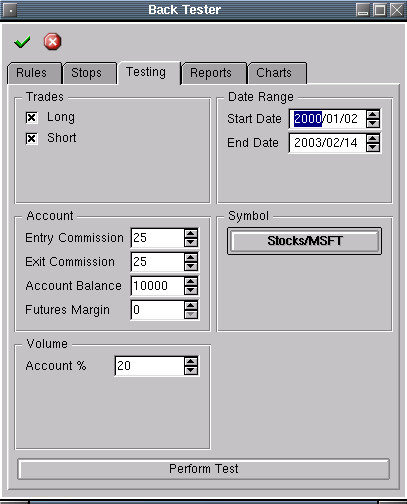 Back Tester
Rules Stops Testing Reports Charts
Trades
Long
Short
Date Range
Start Date 2000/01/02
End Date 2003/02/14
Account
Entry Commission 25
Exit Commission 25
Account Balance 10000
Futures Margin 0
Symbol
Stocks/MSFT
Volume
Account % 20
Perform Test